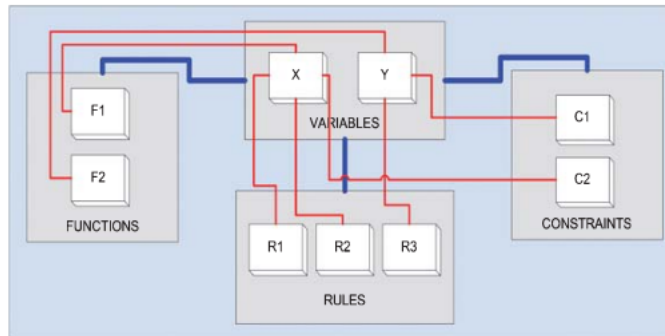 X
Y
VARIABLES
F1
F2
FUNCTIONS
C1
C2
CONSTRAINTS
R1
R2
R3
RULES